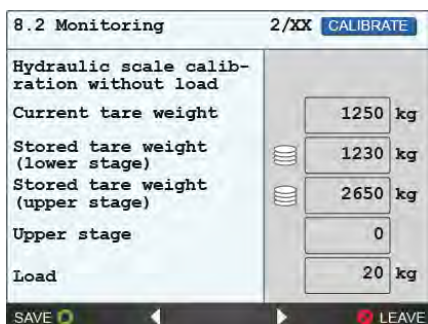 8.2 Monitoring 2/XX CALIBRATE
Hydraulic scale calib-
ration without load
Current tare weight 1250 kg
Stored tare weight
(lower stage) 1230 kg
Stored tare weight
(upper stage) 2650 kg
Upper stage 0
Load 20 kg
SAVE LEAVE